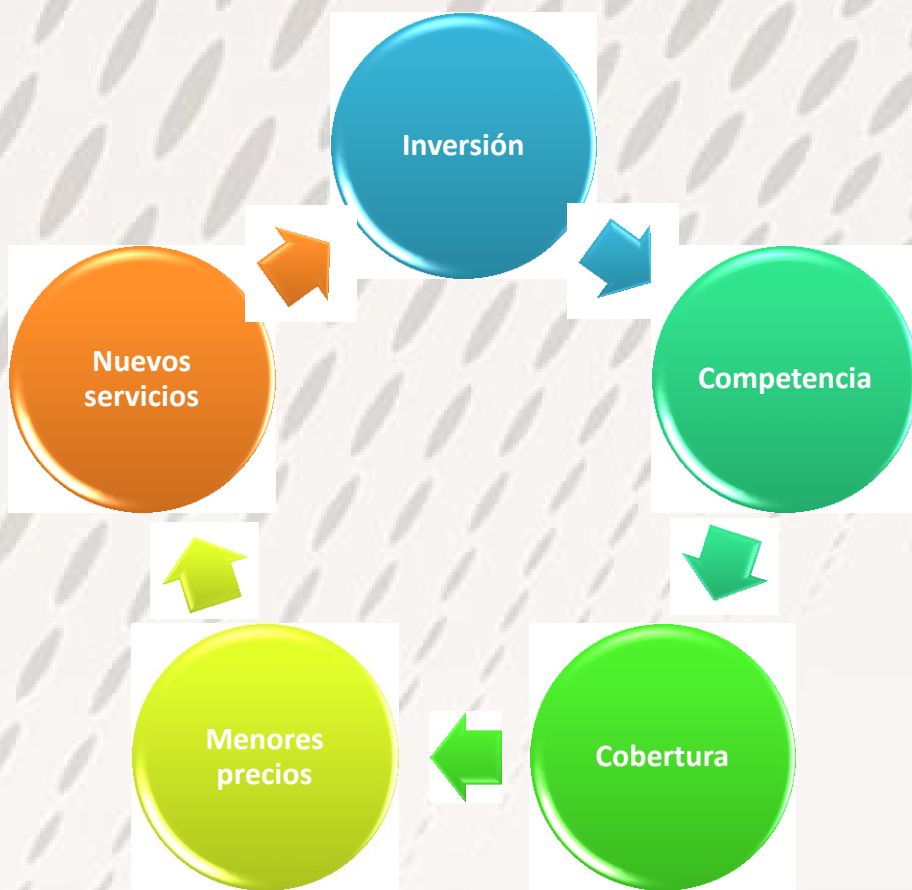 Inversión
Nuevos
servicios
Competencia
Menores
precios
Cobertura